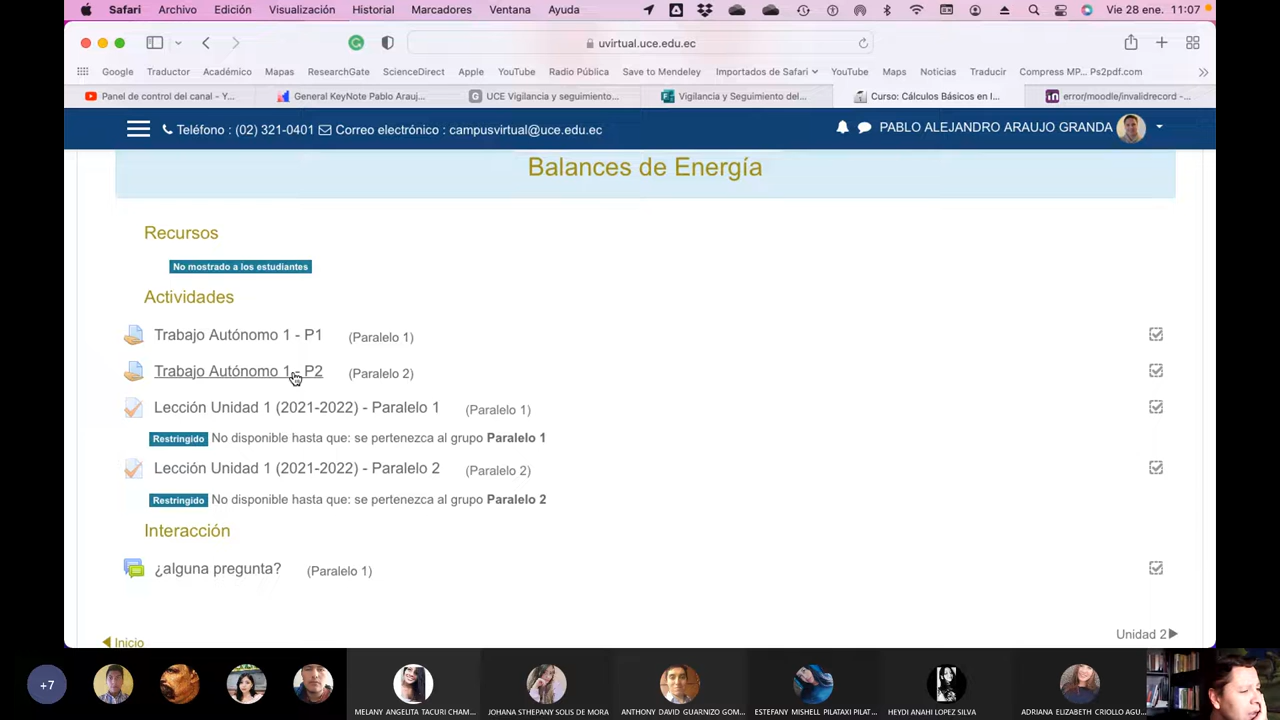 Safari Archivo Edición Visualización Historial Marcadores Ventana Ayuda Vie 28 ene. 11:07
uvirtual.uce.edu.ec
Google Traductor Académico Mapas ResearchGate ScienceDirect Apple YouTube Radio Pública Save to Mendeley Importados de Safari YouTube Maps Noticias Traducir Compress MP... Ps2pdf.com
Panel de control del canal - Y... General KeyNote Pablo Arauj... UCE Vigilancia y seguimiento... Vigilancia y Seguimiento del... Curso: Cálculos Básicos en I... error/moodle/invalidrecord -...
Teléfono : (02) 321-0401 Correo electrónico : campusvirtual@uce.edu.ec PABLO ALEJANDRO ARAUJO GRANDA
Balances de Energía
Recursos
No mostrado a los estudiantes
Actividades
Trabajo Autónomo 1 - P1 (Paralelo 1)
Trabajo Autónomo 1 - P2 (Paralelo 2)
Lección Unidad 1 (2021-2022) - Paralelo 1 (Paralelo 1)
Restringido No disponible hasta que: se pertenezca al grupo Paralelo 1
Lección Unidad 1 (2021-2022) - Paralelo 2 (Paralelo 2)
Restringido No disponible hasta que: se pertenezca al grupo Paralelo 2
Interacción
¿alguna pregunta? (Paralelo 1)
Inicio
Unidad 2
+7
MELANY ANGELITA TACURI CHAM... JOHANA STHEPANY SOLIS DE MORA ANTHONY DAVID GUARNIZO GOM... ESTEFANY MISHELL PILATAXI PILAT... HEYDI ANAHI LOPEZ SILVA ADRIANA ELIZABETH CRIOLLO AGU...